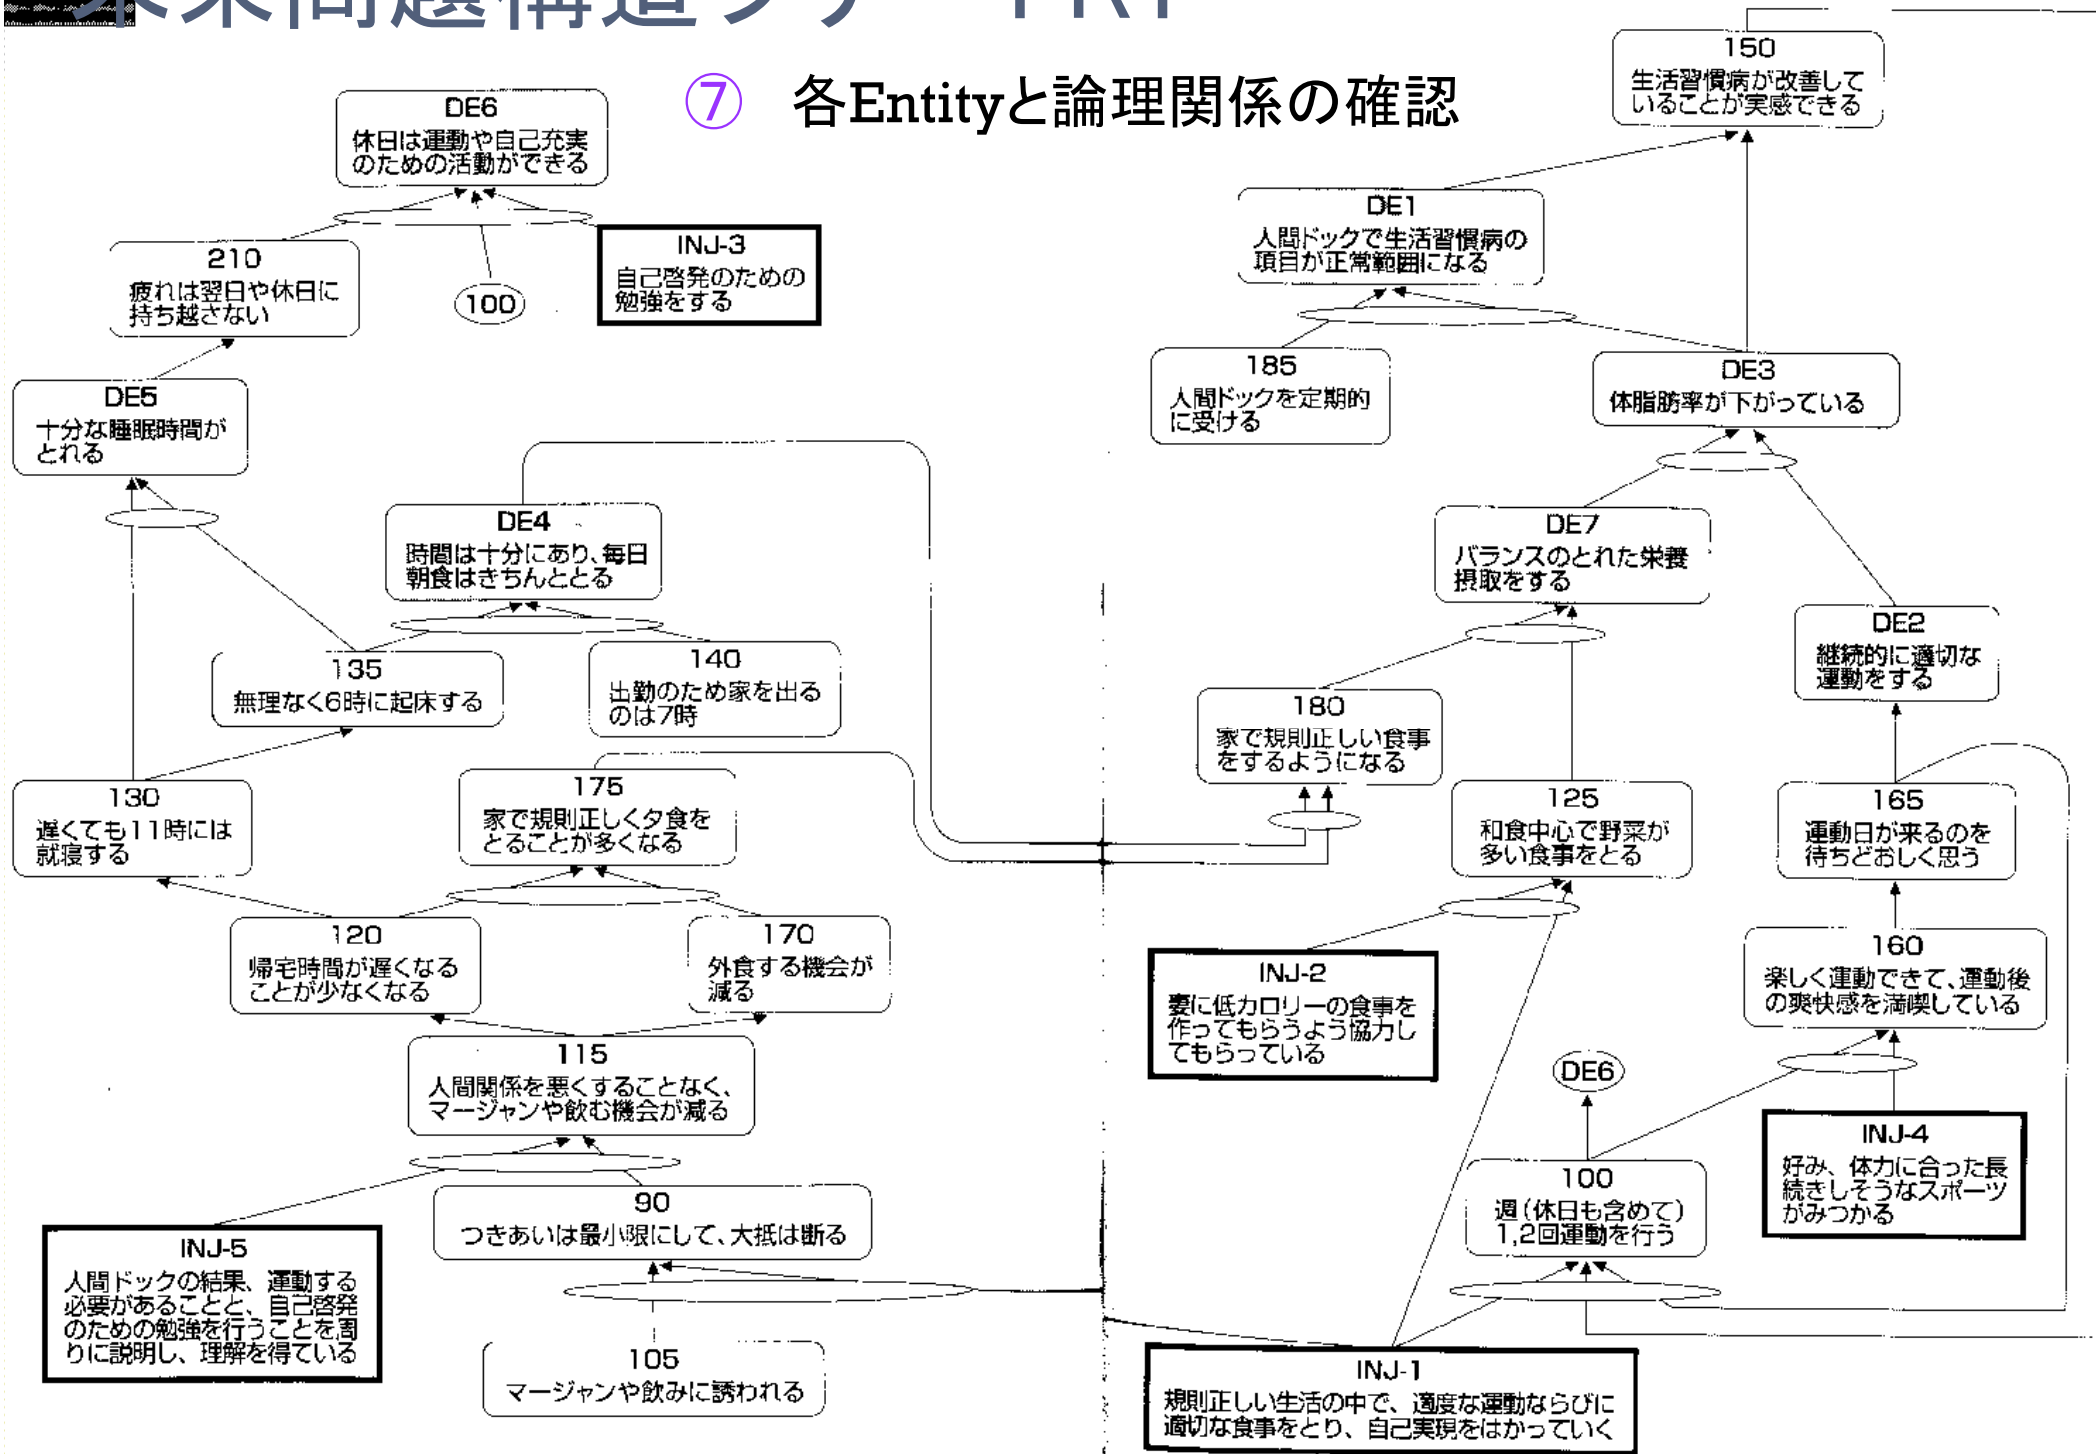 未来問題構造ツリー FRT
⑦ 各Entityと論理関係の確認
DE6
休日は運動や自己充実
のための活動ができる
210
疲れは翌日や休日に
持ち越さない
100
INJ-3
自己啓発のための
勉強をする
DE5
十分な睡眠時間が
とれる
DE4
時間は十分にあり、毎日
朝食はきちんととる
135
無理なく6時に起床する
140
出勤のため家を出る
のは7時
130
遅くても11時には
就寝する
175
家で規則正しく夕食を
とることが多くなる
120
帰宅時間が遅くなる
ことが少なくなる
170
外食する機会が
減る
115
人間関係を悪くすることなく、
マージャンや飲む機会が減る
90
つきあいは最小限にして、大抵は断る
INJ-5
人間ドックの結果、運動する
必要があることと、自己啓発
のための勉強を行うことを周
りに説明し、理解を得ている
105
マージャンや飲みに誘われる
150
生活習慣病が改善して
いることが実感できる
DE1
人間ドックで生活習慣病の
項目が正常範囲になる
185
人間ドックを定期的
に受ける
DE3
体脂肪率が下がっている
DE7
バランスのとれた栄養
摂取をする
DE2
継続的に適切な
運動をする
180
家で規則正しい食事
をするようになる
125
和食中心で野菜が
多い食事をとる
165
運動日が来るのを
待ちどおしく思う
160
楽しく運動できて、運動後
の爽快感を満喫している
INJ-2
妻に低カロリーの食事を
作ってもらうよう協力し
てもらっている
DE6
INJ-4
好み、体力に合った長
続きしそうなスポーツ
がみつかる
100
週(休日も含めて)
1,2回運動を行う
INJ-1
規則正しい生活の中で、適度な運動ならびに
適切な食事をとり、自己実現をはかっていく